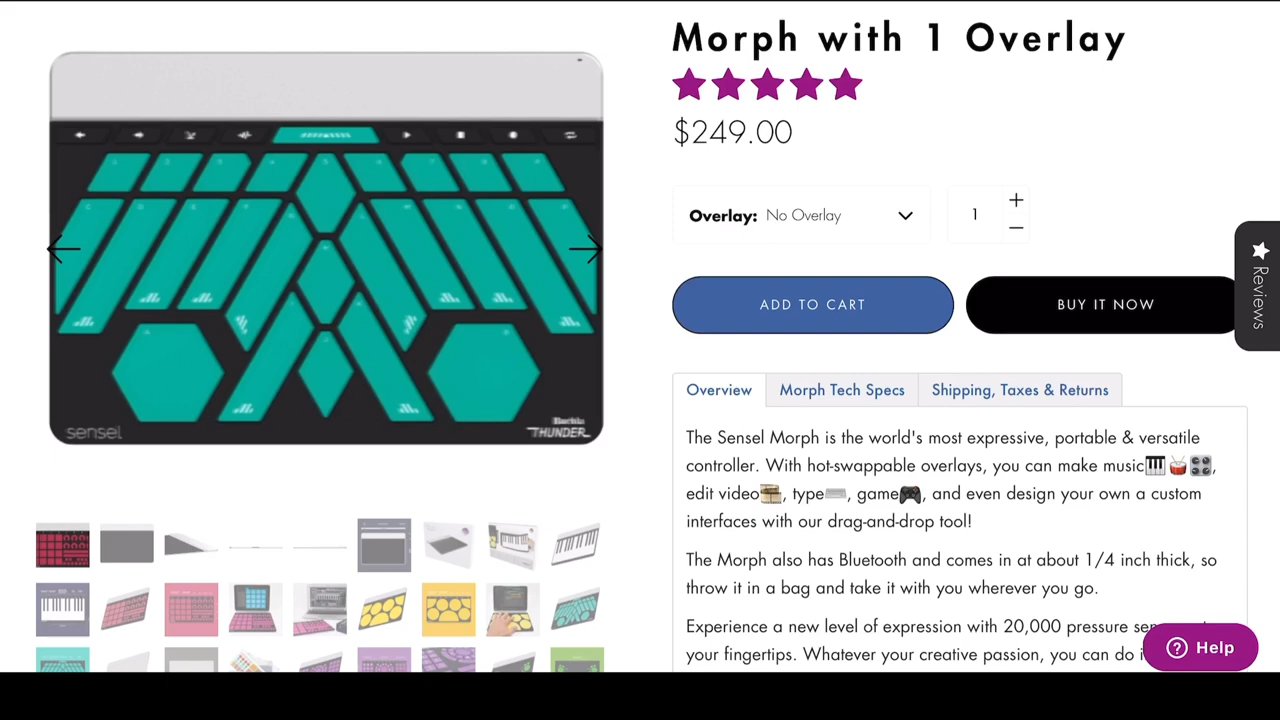 Morph with 1 Overlay
$249.00
Overlay: No Overlay
1
ADD TO CART
BUY IT NOW
Reviews
Overview
Morph Tech Specs
Shipping, Taxes & Returns
The Sensel Morph is the world's most expressive, portable & versatile
controller. With hot-swappable overlays, you can make music🎹🥁🎛️,
edit video🎞️, type⌨️, game🎮, and even design your own a custom
interfaces with our drag-and-drop tool!
The Morph also has Bluetooth and comes in at about 1/4 inch thick, so
throw it in a bag and take it with you wherever you go.
Experience a new level of expression with 20,000 pressure
your fingertips. Whatever your creative passion, you can do
Help
sensel
THUNDER